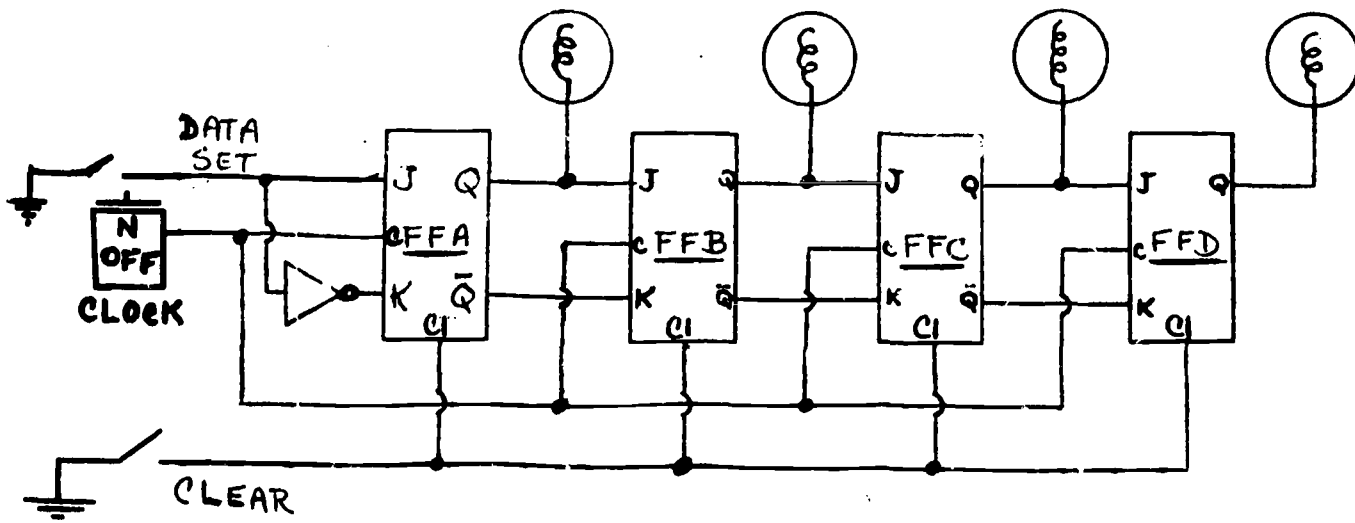 DATA
SET
N
OFF
CLOCK
J Q
C FFA
K Q̄
Cl
J Q
C FFB
K Q̄
Cl
J Q
C FFC
K Q̄
Cl
J Q
C FFD
K
Cl
CLEAR